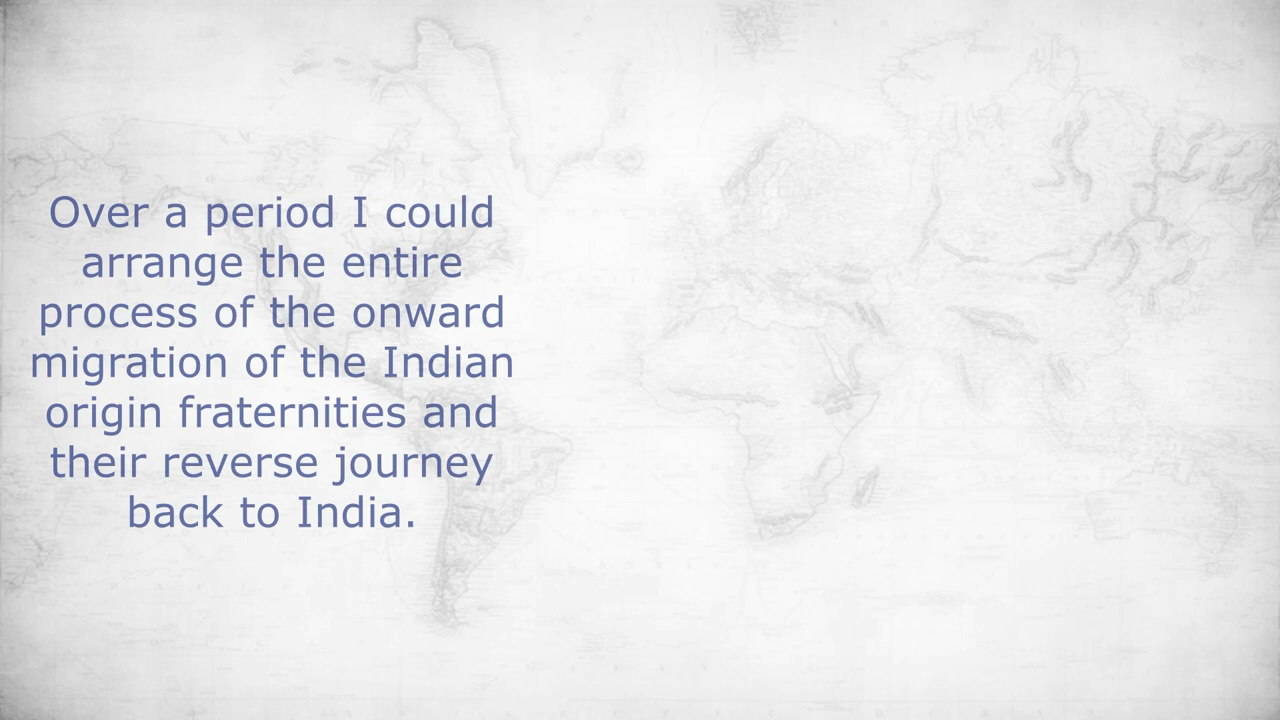 Over a period I could
arrange the entire
process of the onward
migration of the Indian
origin fraternities and
their reverse journey
back to India.